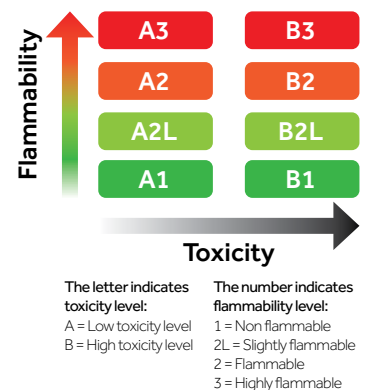 Flammability
A3 B3
A2 B2
A2L B2L
A1 B1
Toxicity
The letter indicates
toxicity level:
A = Low toxicity level
B = High toxicity level
The number indicates
flammability level:
1 = Non flammable
2L = Slightly flammable
2 = Flammable
3 = Highly flammable